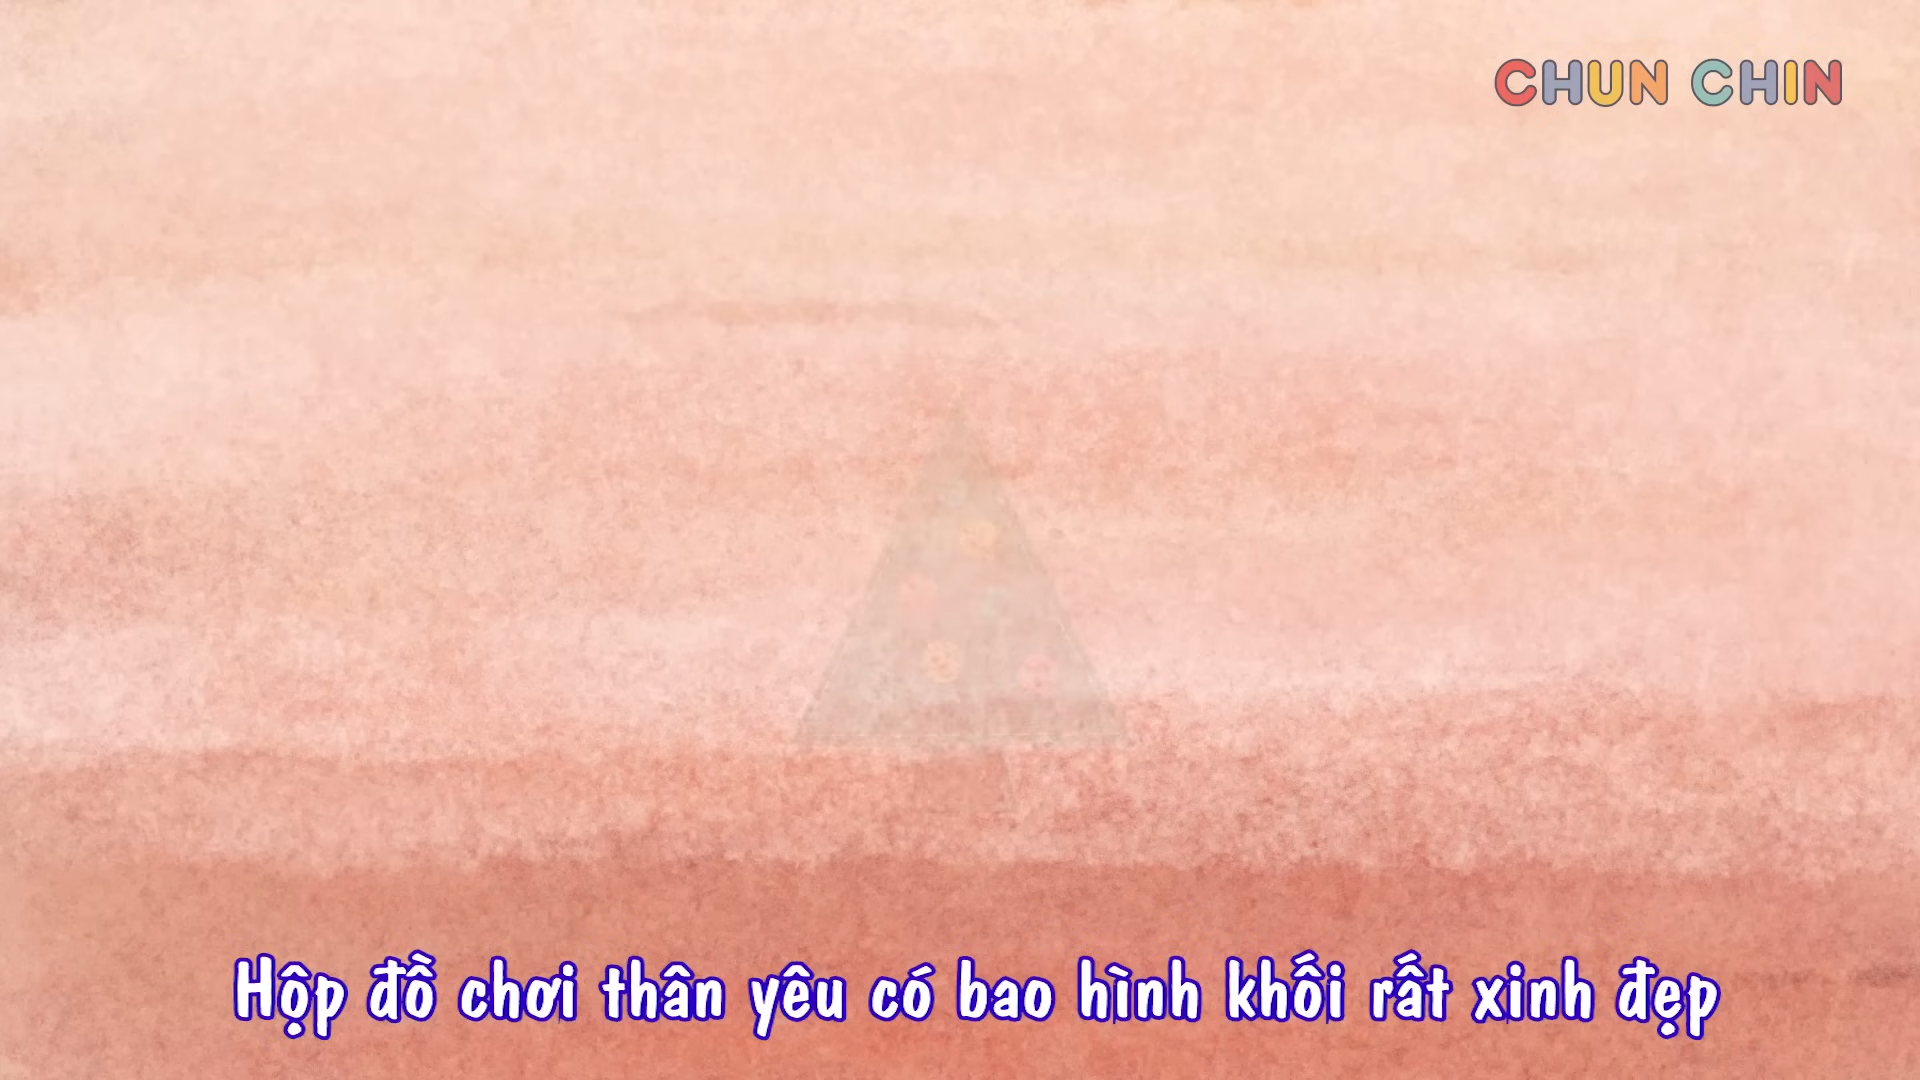 CHUN CHIN
Hộp đồ chơi thân yêu có bao hình khối rất xinh đẹp